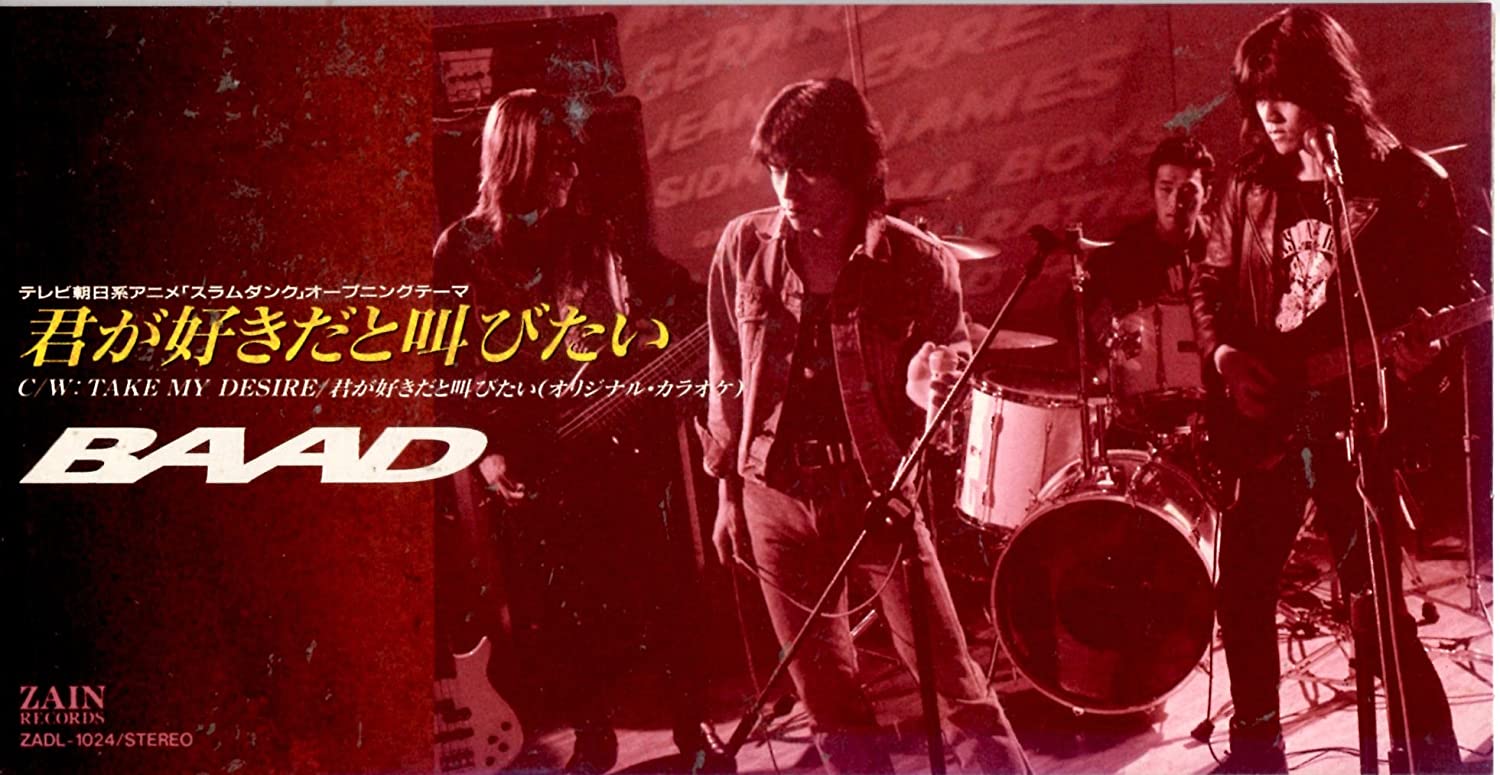 テレビ朝日系アニメ「スラムダンク」オープニングテーマ
君が好きだと叫びたい
C/W: TAKE MY DESIRE/君が好きだと叫びたい(オリジナル・カラオケ)
BAAD
ZAIN
RECORDS
ZADL-1024/STEREO
JAMES
BOYS